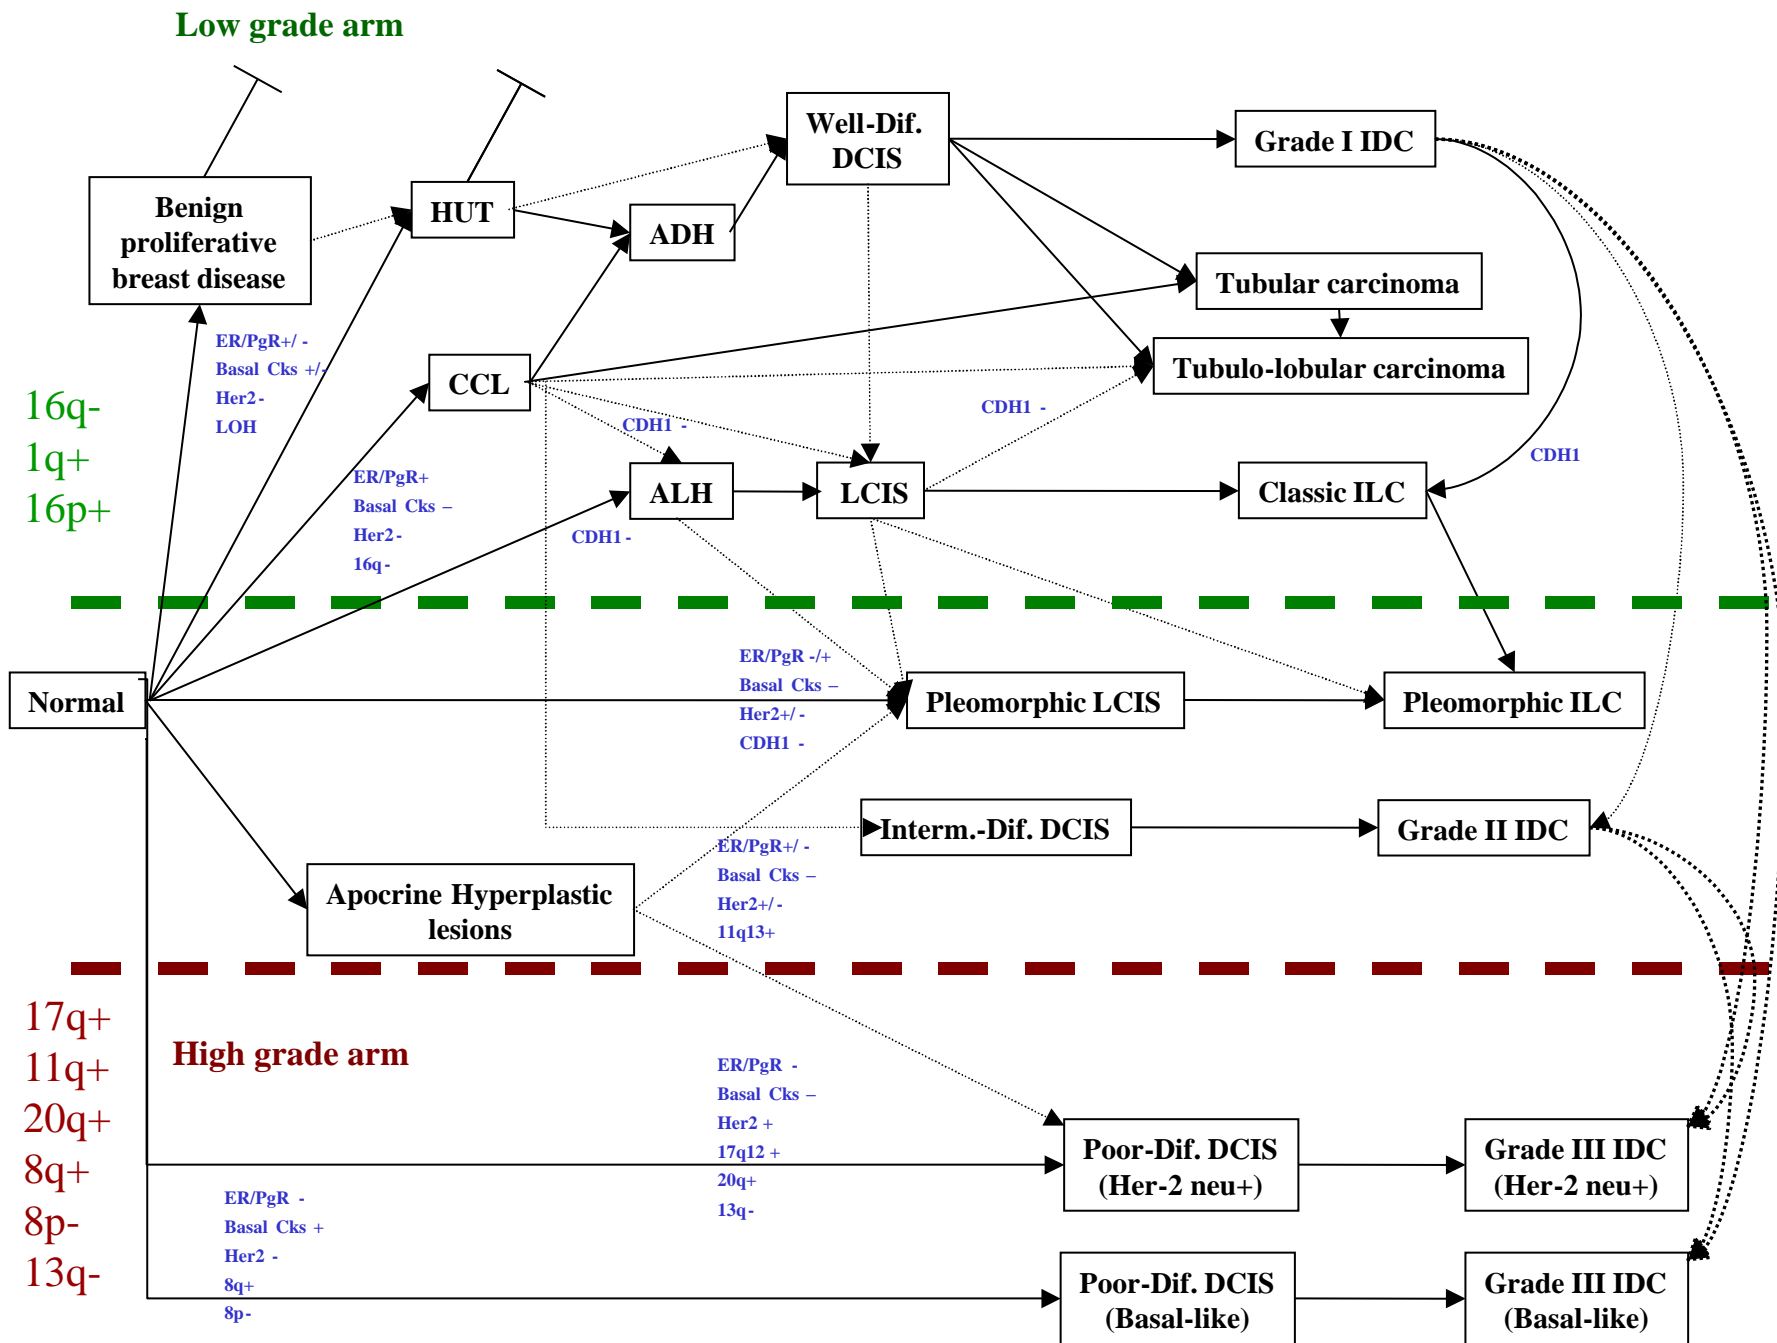 Low grade arm
Well-Dif.
DCIS
Grade I IDC
Benign
proliferative
breast disease
HUT
ADH
Tubular carcinoma
Tubulo-lobular carcinoma
ER/PgR+/ -
Basal Cks +/-
Her2-
LOH
CCL
16q-
1q+
16p+
CDH1 -
CDH1 -
CDH1
ER/PgR+
Basal Cks –
Her2-
16q-
ALH
LCIS
Classic ILC
CDH1 -
Normal
ER/PgR -/+
Basal Cks –
Her2+/ -
CDH1 -
Pleomorphic LCIS
Pleomorphic ILC
Interm.-Dif. DCIS
Grade II IDC
Apocrine Hyperplastic
lesions
ER/PgR+/ -
Basal Cks –
Her2+/-
11q13+
17q+
11q+
20q+
8q+
8p-
13q-
High grade arm
ER/PgR -
Basal Cks –
Her2 +
17q12 +
20q+
13q-
Poor-Dif. DCIS
(Her-2 neu+)
Grade III IDC
(Her-2 neu+)
ER/PgR -
Basal Cks +
Her2 -
8q+
8p-
Poor-Dif. DCIS
(Basal-like)
Grade III IDC
(Basal-like)